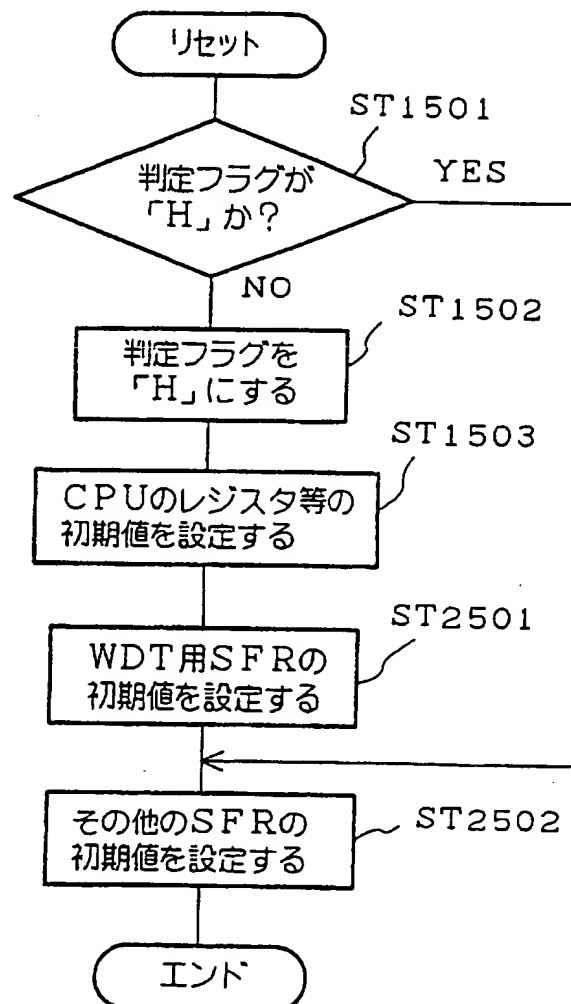 リセット
ST1501
判定フラグが
「H」か?
YES
NO
ST1502
判定フラグを
「H」にする
ST1503
CPUのレジスタ等の
初期値を設定する
ST2501
WDT用SFRの
初期値を設定する
その他のSFRの
初期値を設定する
ST2502
エンド